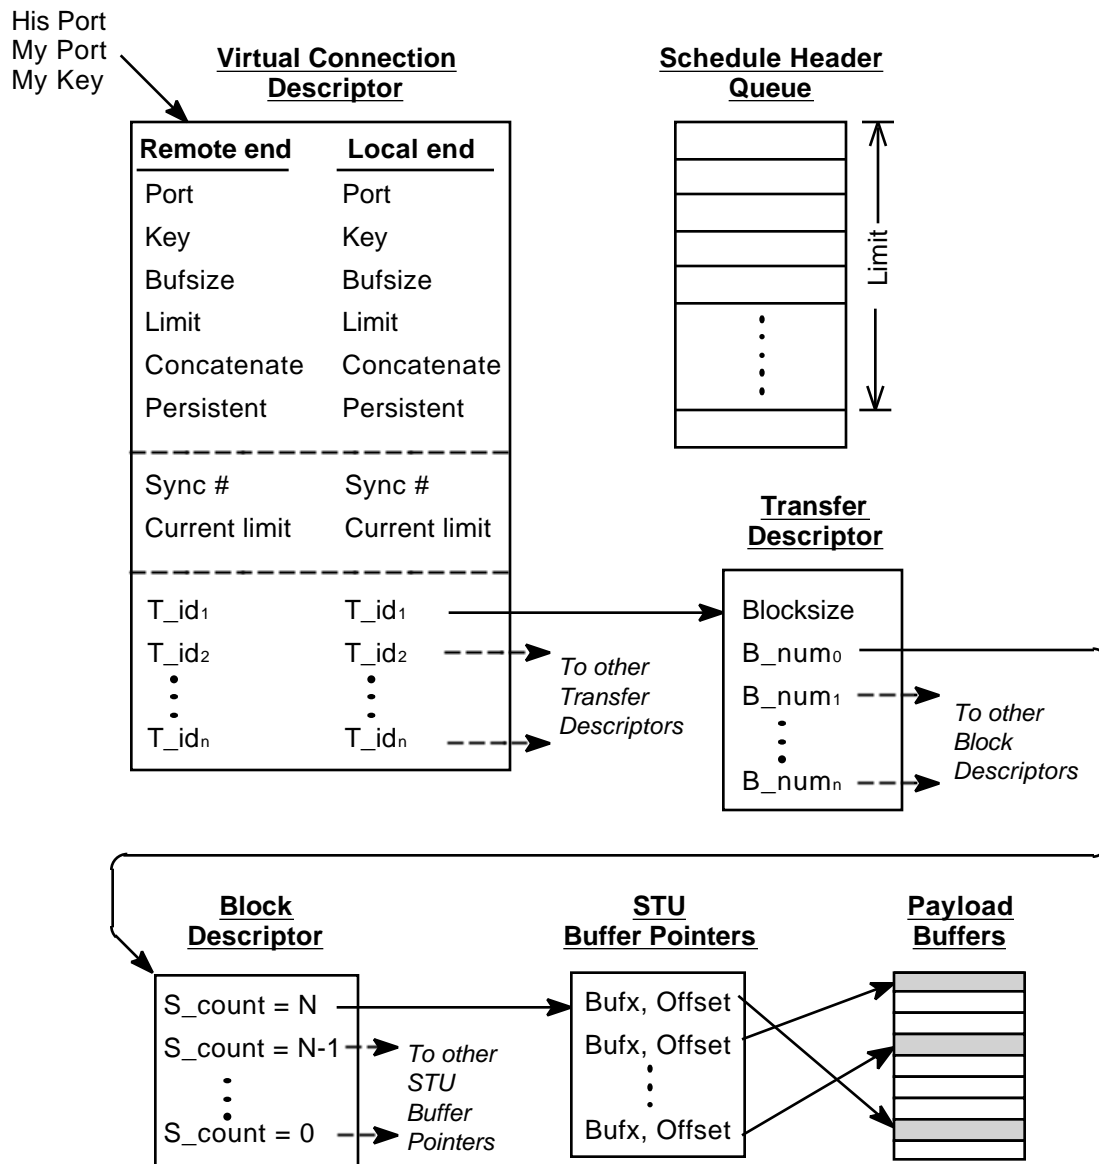 His Port
My Port
My Key
Virtual Connection
Descriptor
Schedule Header
Queue
Remote end Local end
Port Port
Key Key
Bufsize Bufsize
Limit Limit
Concatenate Concatenate
Persistent Persistent
Limit
Sync # Sync #
Current limit Current limit
T_id1 T_id1
T_id2 T_id2
T_idn T_idn
To other
Transfer
Descriptors
Transfer
Descriptor
Blocksize
B_num0
B_num1
B_numn
To other
Block
Descriptors
Block
Descriptor
S_count = N
S_count = N-1
S_count = 0
To other
STU
Buffer
Pointers
STU
Buffer Pointers
Bufx, Offset
Bufx, Offset
Bufx, Offset
Payload
Buffers